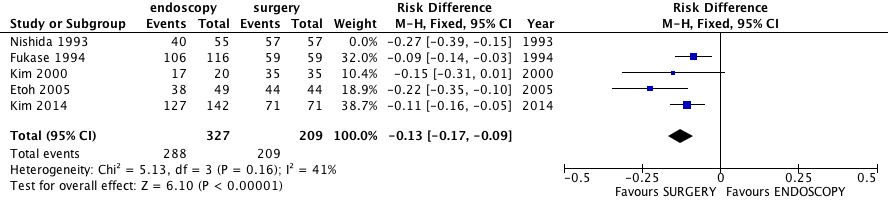 endoscopy surgery Risk Difference Risk Difference
Study or Subgroup Events Total Events Total Weight M-H, Fixed, 95% CI Year M-H, Fixed, 95% CI
Nishida 1993 40 55 57 57 0.0% -0.27 [-0.39, -0.15] 1993
Fukase 1994 106 116 59 59 32.0% -0.09 [-0.14, -0.03] 1994
Kim 2000 17 20 35 35 10.4% -0.15 [-0.31, 0.01] 2000
Etoh 2005 38 49 44 44 18.9% -0.22 [-0.35, -0.10] 2005
Kim 2014 127 142 71 71 38.7% -0.11 [-0.16, -0.05] 2014
Total (95% CI) 327 209 100.0% -0.13 [-0.17, -0.09]
Total events 288 209
Heterogeneity: Chi² = 5.13, df = 3 (P = 0.16); I² = 41%
Test for overall effect: Z = 6.10 (P < 0.00001)
-0.5 -0.25 0 0.25 0.5
Favours SURGERY Favours ENDOSCOPY